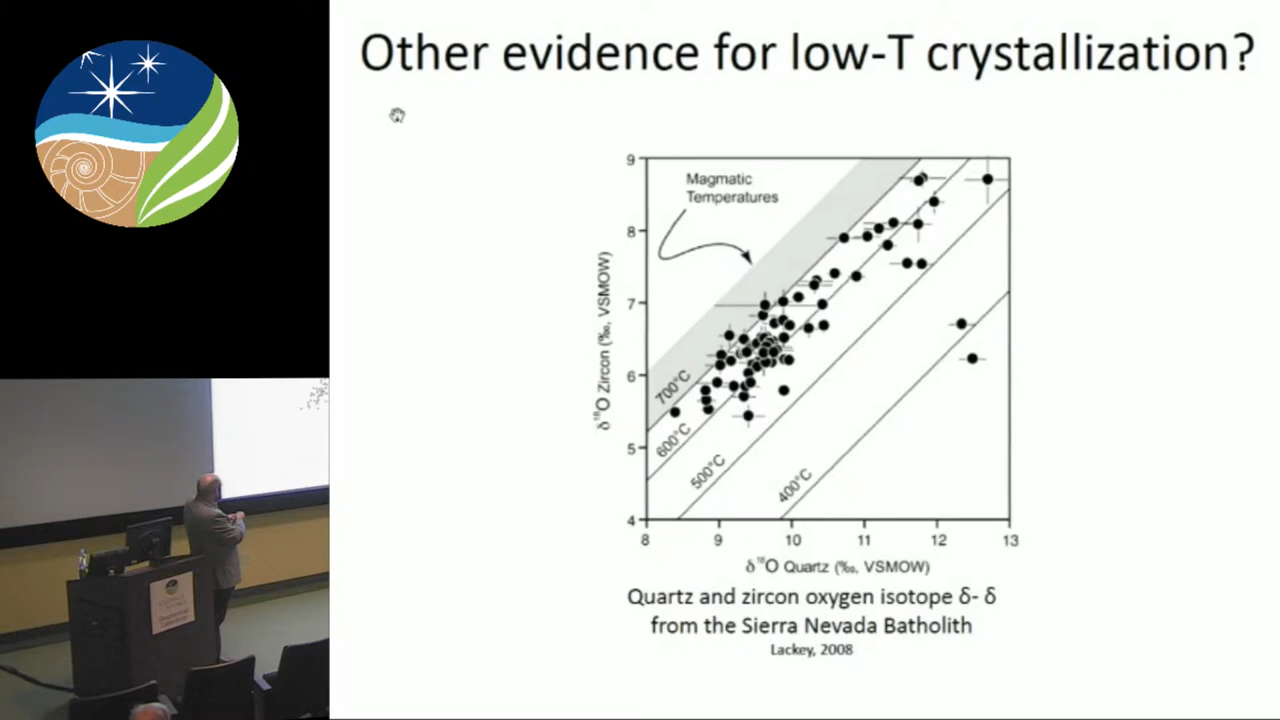 Other evidence for low-T crystallization?
9
Magmatic
Temperatures
8
7
6
5
4
δ¹⁸O Zircon (‰, VSMOW)
700°C
600°C
500°C
400°C
8 9 10 11 12 13
δ¹⁸O Quartz (‰, VSMOW)
Quartz and zircon oxygen isotope δ- δ
from the Sierra Nevada Batholith
Lackey, 2008